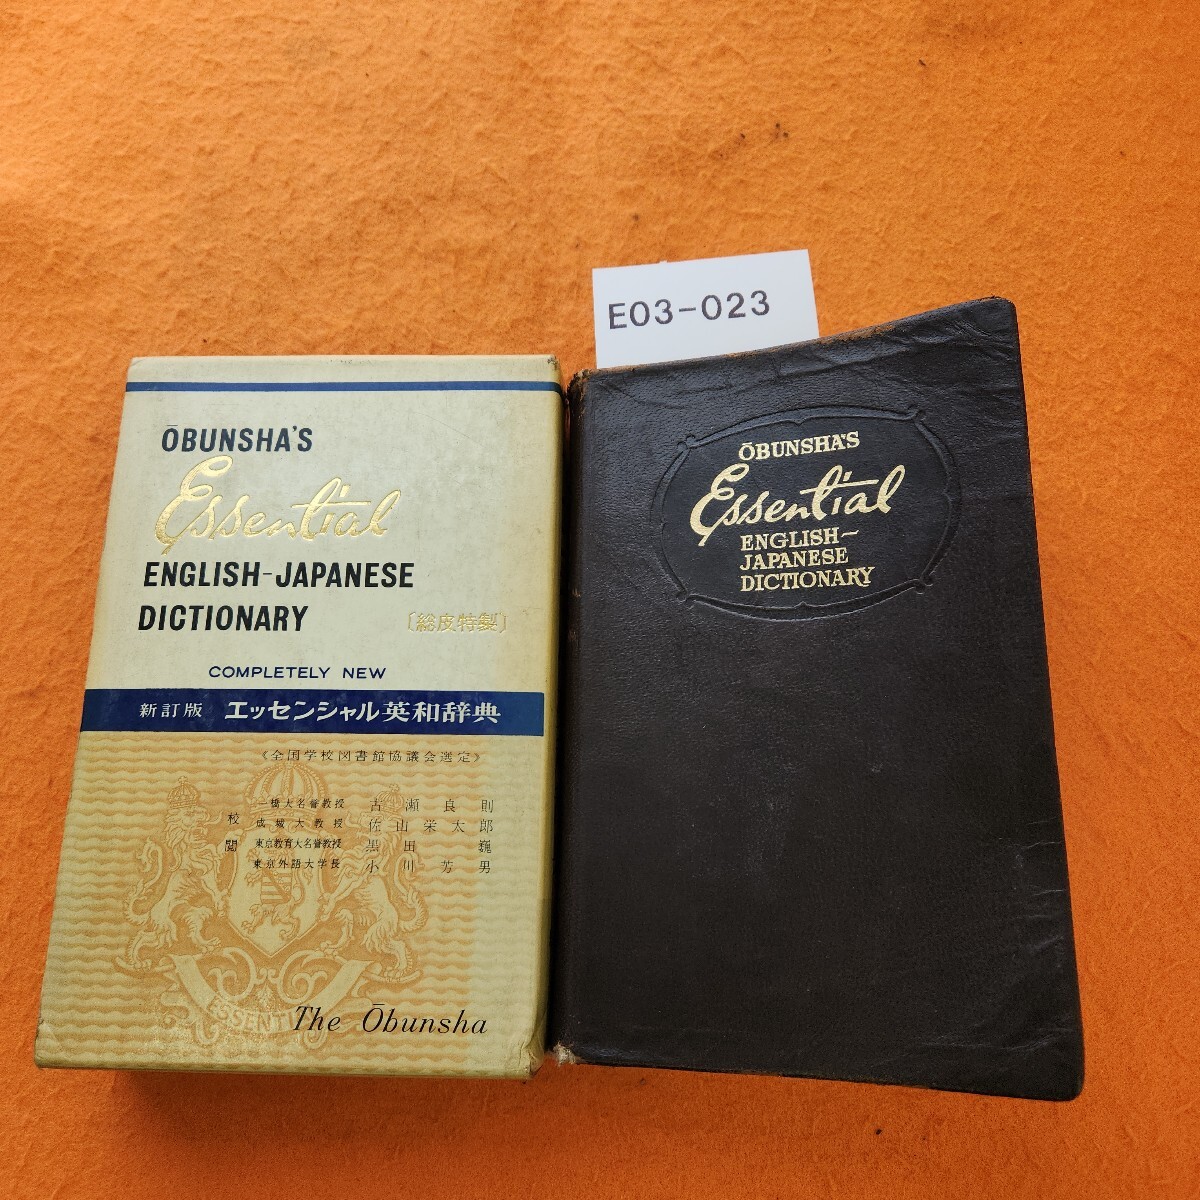 E03-023
ŌBUNSHA'S
Essential
ENGLISH-JAPANESE
DICTIONARY
〔総皮特製〕
COMPLETELY NEW
新訂版 エッセンシャル英和辞典
《全国学校図書館協議会選定》
校閲
一橋大名誉教授 古瀬良則
成城大教授 佐山栄太郎
東京教育大名誉教授 黒田巍
東京外語大学長 小川芳男
ESSENTI
The Ōbunsha
ŌBUNSHA'S
Essential
ENGLISH-
JAPANESE
DICTIONARY